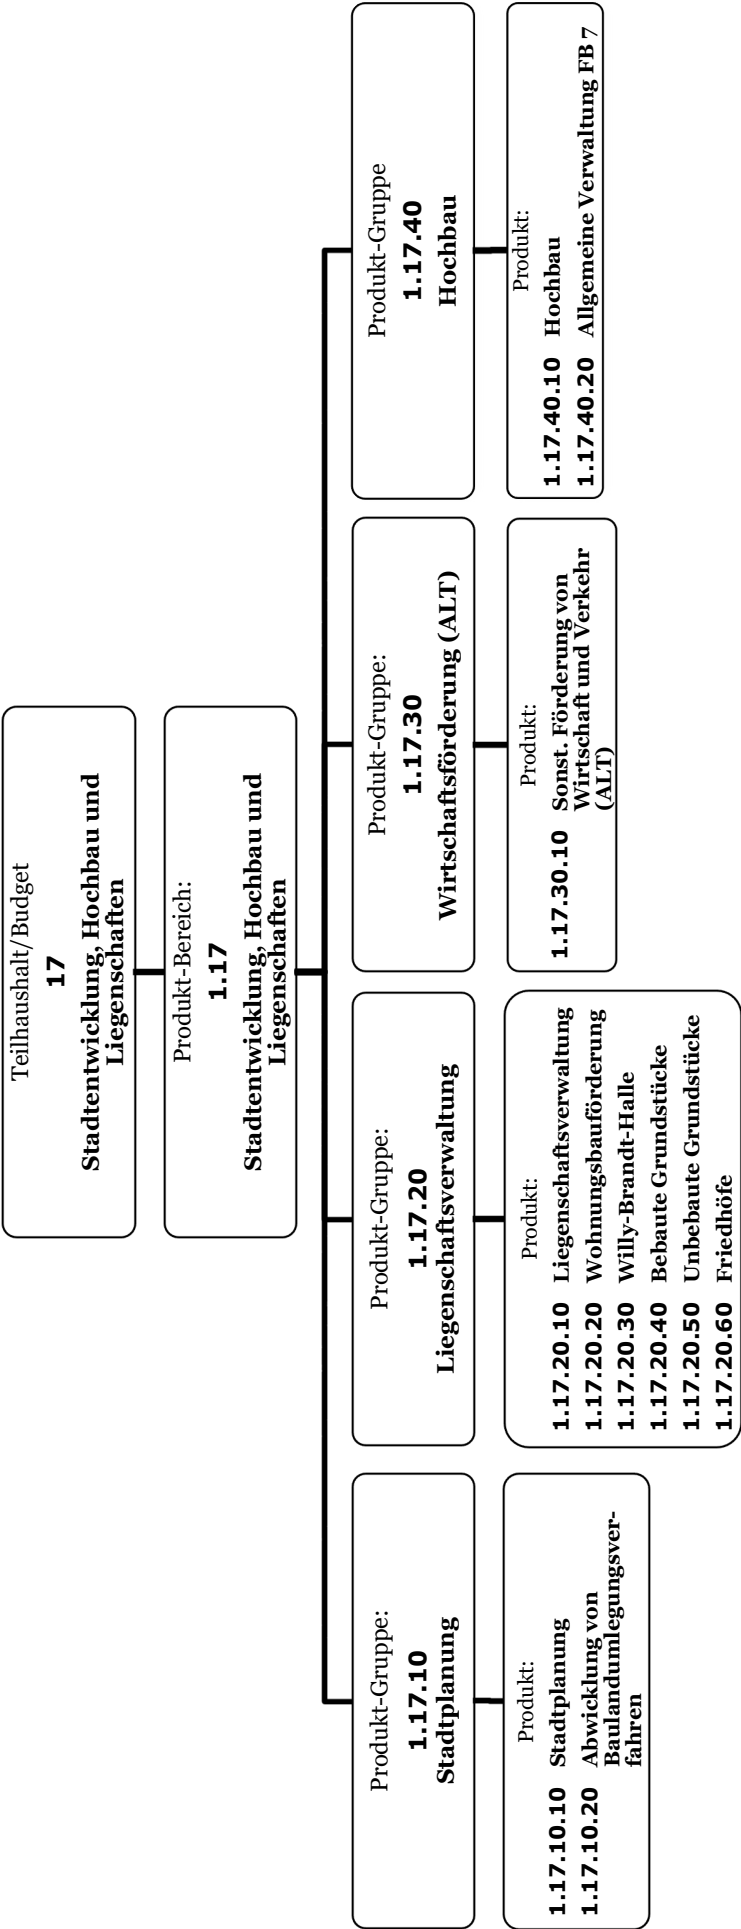 Teilhaushalt/Budget
17
Stadtentwicklung, Hochbau und
Liegenschaften
Produkt-Bereich:
1.17
Stadtentwicklung, Hochbau und
Liegenschaften
Produkt-Gruppe:
1.17.10
Stadtplanung
Produkt:
1.17.10.10 Stadtplanung
1.17.10.20 Abwicklung von
Baulandumlegungsver-
fahren
Produkt-Gruppe:
1.17.20
Liegenschaftsverwaltung
Produkt:
1.17.20.10 Liegenschaftsverwaltung
1.17.20.20 Wohnungsbauförderung
1.17.20.30 Willy-Brandt-Halle
1.17.20.40 Bebaute Grundstücke
1.17.20.50 Unbebaute Grundstücke
1.17.20.60 Friedhöfe
Produkt-Gruppe:
1.17.30
Wirtschaftsförderung (ALT)
Produkt:
1.17.30.10 Sonst. Förderung von
Wirtschaft und Verkehr
(ALT)
Produkt-Gruppe
1.17.40
Hochbau
Produkt:
1.17.40.10 Hochbau
1.17.40.20 Allgemeine Verwaltung FB 7